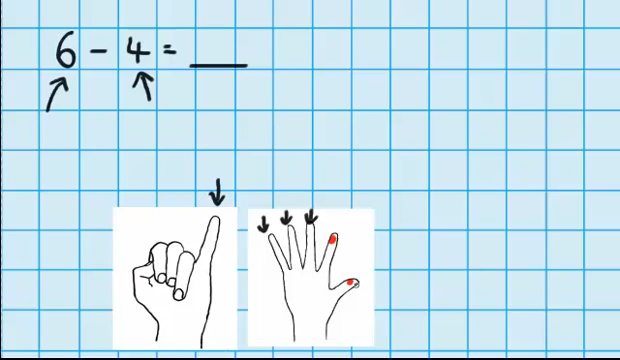 6 - 4 = ___